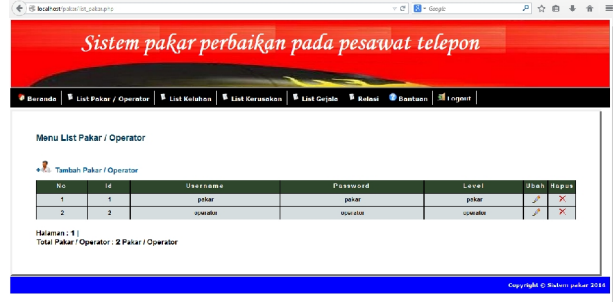 localhost/pakar/list_pakar.php
Google
Sistem pakar perbaikan pada pesawat telepon
Beranda List Pakar / Operator List Keluhan List Kerusakan List Gejala Relasi Bantuan Logout
Menu List Pakar / Operator
Tambah Pakar / Operator
No Id Username Password Level Ubah Hapus
1 1 pakar pakar pakar
2 2 operator operator operator
Halaman : 1 |
Total Pakar / Operator : 2 Pakar / Operator
Copyright © Sistem pakar 2014